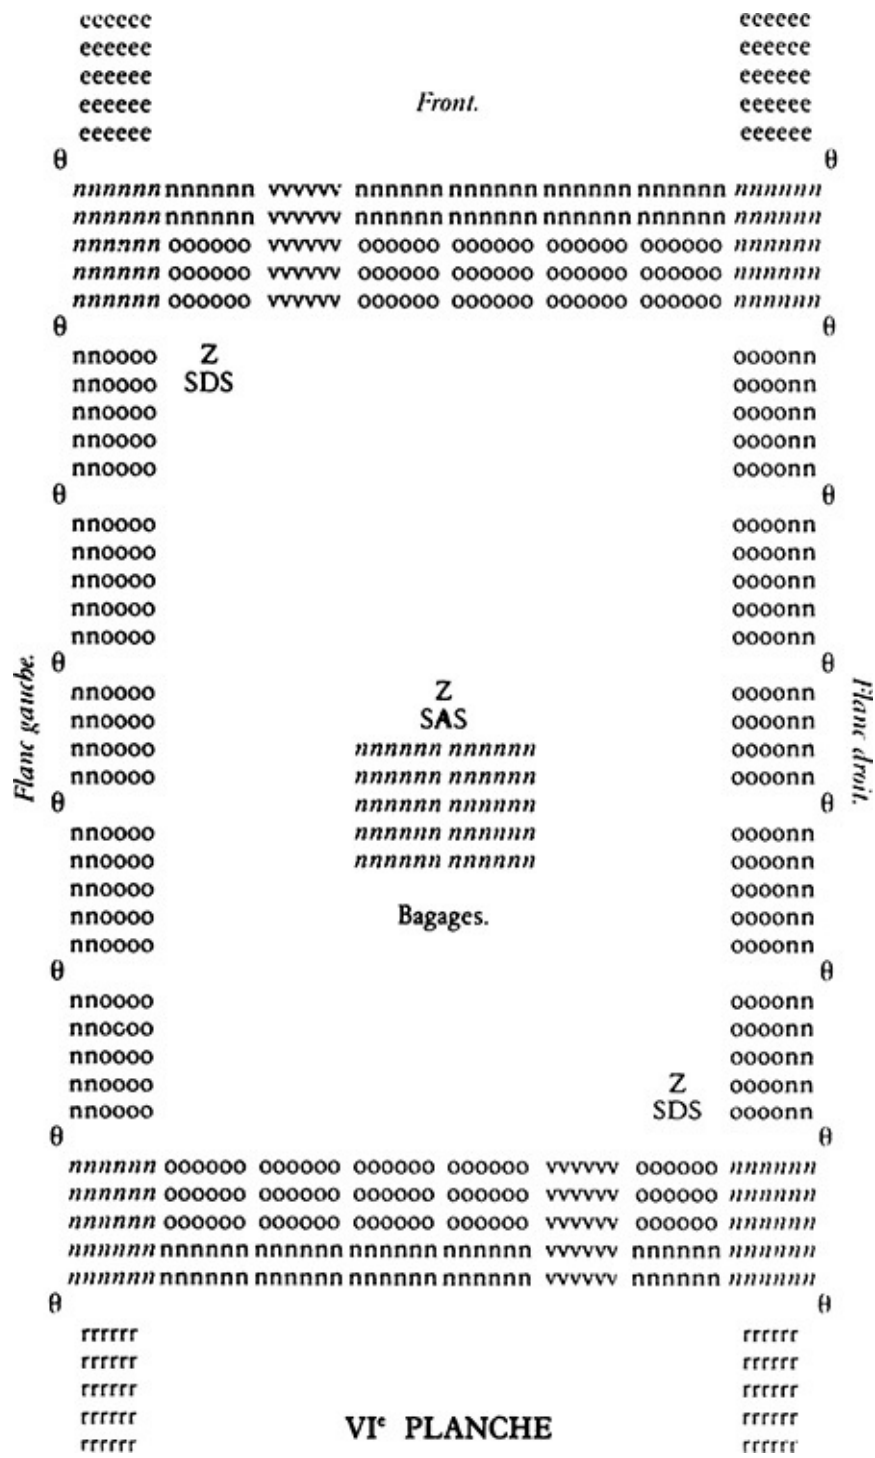 eeeeee eeeeee
eeeeee eeeeee
eeeeee eeeeee
eeeeee Front. eeeeee
eeeeee eeeeee
θ θ
nnnnnn nnnnnn vvvvvv nnnnnn nnnnnn nnnnnn nnnnnn nnnnnn
nnnnnn nnnnnn vvvvvv nnnnnn nnnnnn nnnnnn nnnnnn nnnnnn
nnnnnn oooooo vvvvvv oooooo oooooo oooooo oooooo nnnnnn
nnnnnn oooooo vvvvvv oooooo oooooo oooooo oooooo nnnnnn
nnnnnn oooooo vvvvvv oooooo oooooo oooooo oooooo nnnnnn
θ θ
nnoooo Z oooonn
nnoooo SDS oooonn
nnoooo oooonn
nnoooo oooonn
nnoooo oooonn
θ θ
nnoooo oooonn
nnoooo oooonn
nnoooo oooonn
nnoooo oooonn
nnoooo oooonn
Flanc gauche.
θ θ
Flanc droit.
nnoooo Z oooonn
nnoooo SAS oooonn
nnoooo nnnnnn nnnnnn oooonn
nnoooo nnnnnn nnnnnn oooonn
θ nnnnnn nnnnnn θ
nnoooo nnnnnn nnnnnn oooonn
nnoooo nnnnnn nnnnnn oooonn
nnoooo oooonn
nnoooo Bagages. oooonn
nnoooo oooonn
θ θ
nnoooo oooonn
nnocoo oooonn
nnoooo oooonn
nnoooo Z oooonn
nnoooo SDS oooonn
θ θ
nnnnnn oooooo oooooo oooooo oooooo vvvvvv oooooo nnnnnn
nnnnnn oooooo oooooo oooooo oooooo vvvvvv oooooo nnnnnn
nnnnnn oooooo oooooo oooooo oooooo vvvvvv oooooo nnnnnn
nnnnnn nnnnnn nnnnnn nnnnnn nnnnnn vvvvvv nnnnnn nnnnnn
nnnnnn nnnnnn nnnnnn nnnnnn nnnnnn vvvvvv nnnnnn nnnnnn
θ θ
rrrrrr rrrrrr
rrrrrr rrrrrr
rrrrrr rrrrrr
rrrrrr VIe PLANCHE rrrrrr
rrrrrr rrrrrr